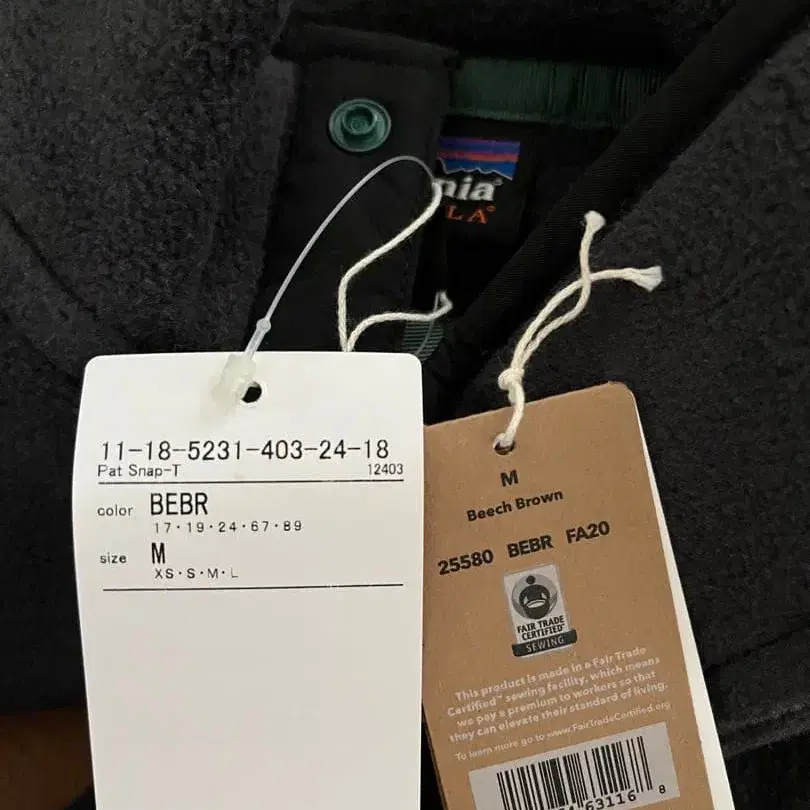 nia®
LA®
11-18-5231-403-24-18
Pat Snap-T 12403
color BEBR
17・19・24・67・89
size M
XS・S・M・L
M
Beech Brown
25580 BEBR FA20
FAIR TRADE
CERTIFIED™
SEWING
This product is made in a Fair Trade
Certified™ sewing facility, which means
we pay a premium to workers so that
they can elevate their standard of living.
To learn more go to www.FairTradeCertified.org
63116 8